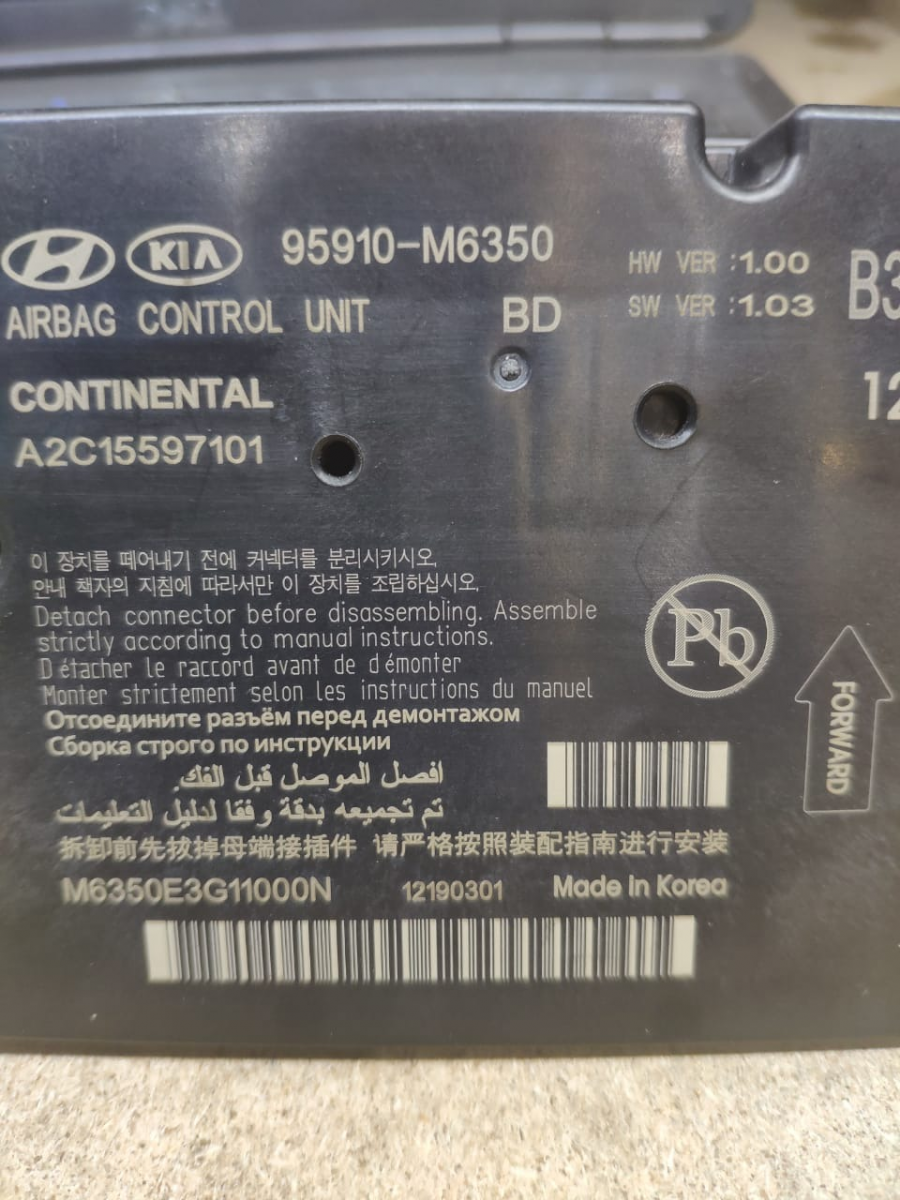 KIA 95910-M6350
HW VER :1.00
SW VER :1.03
B3
AIRBAG CONTROL UNIT BD
CONTINENTAL
12
A2C15597101
이 장치를 떼어내기 전에 커넥터를 분리시키시오.
안내 책자의 지침에 따라서만 이 장치를 조립하십시오.
Detach connector before disassembling. Assemble
strictly according to manual instructions.
Détacher le raccord avant de démonter
Monter strictement selon les instructions du manuel
Отсоедините разъём перед демонтажом
Сборка строго по инструкции
افصل الموصل قبل الفك.
تم تجميعه بدقة و فقا لدليل التعليمات
拆卸前先拔掉母端接插件 请严格按照装配指南进行安装
Pb
FORWARD
M6350E3G11000N 12190301 Made In Korea